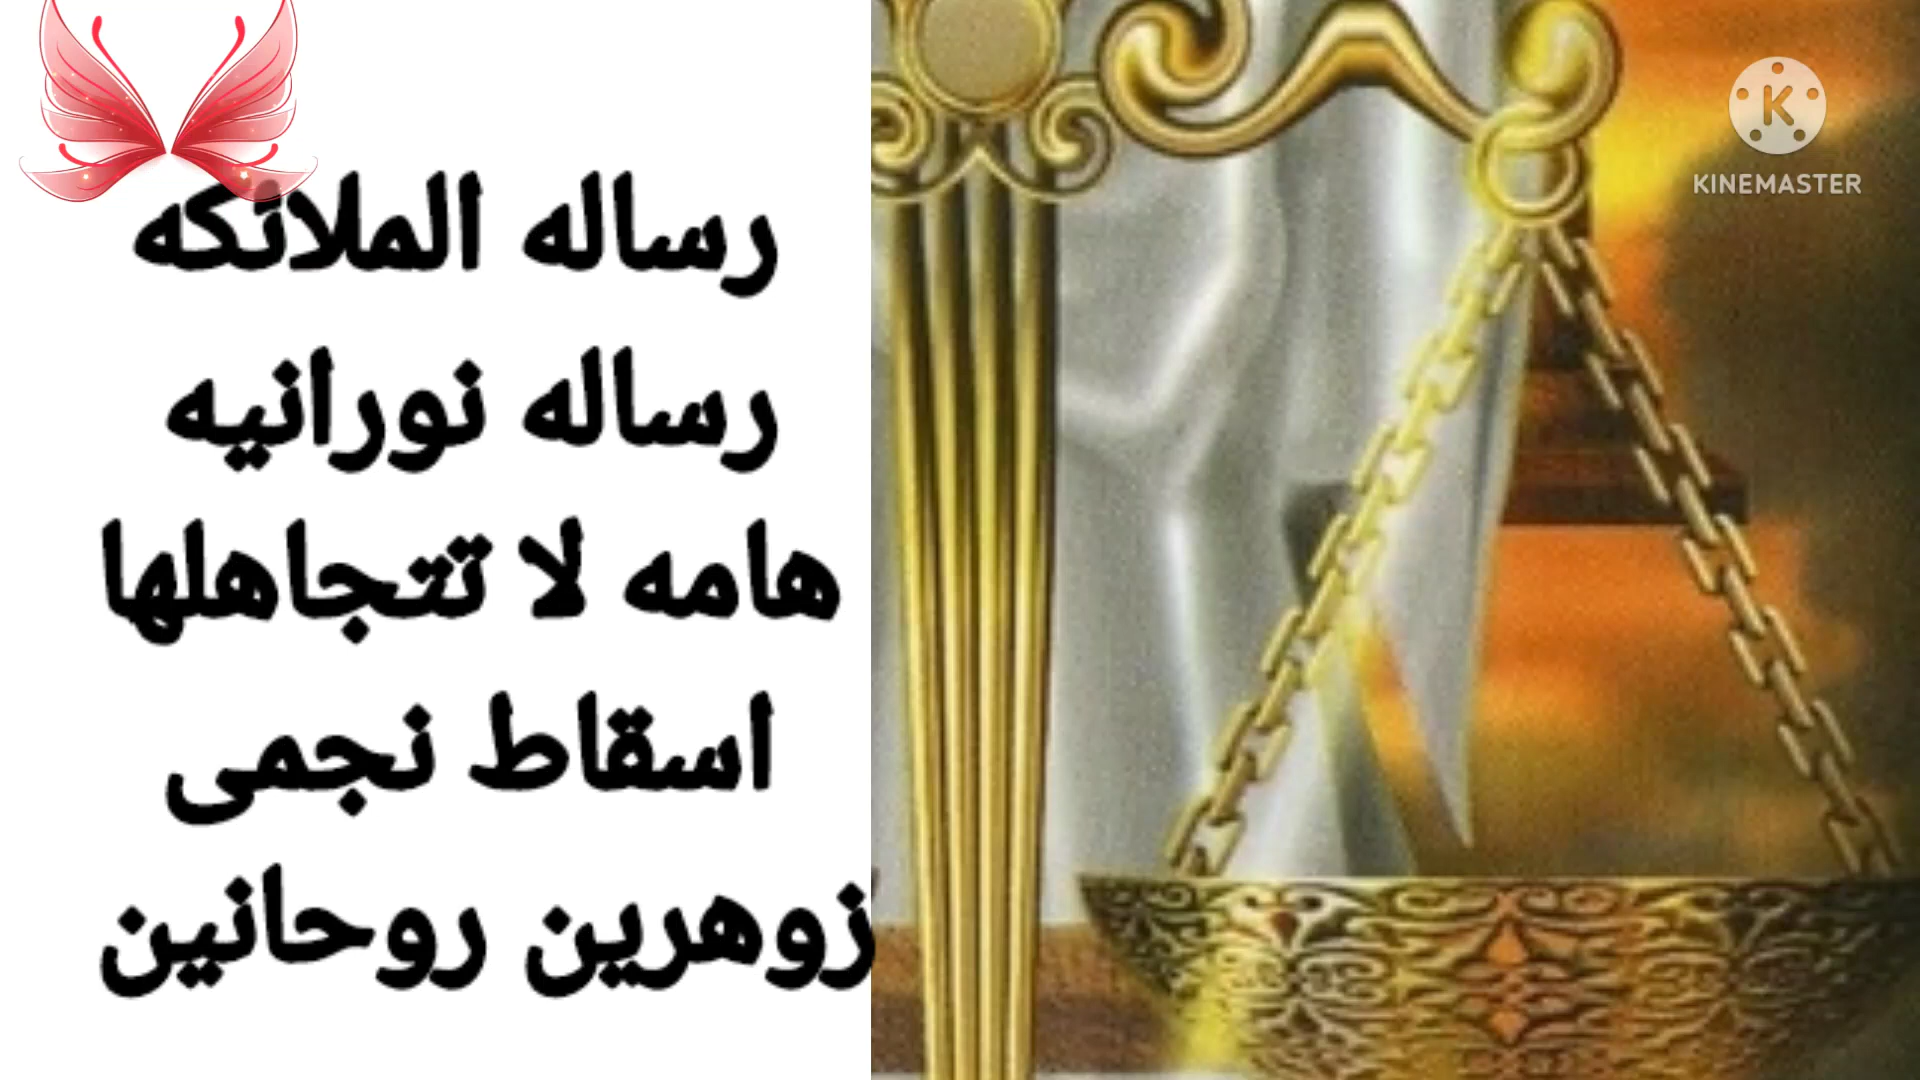 رساله الملائكه
رساله نورانيه
هامه لا تتجاهلها
اسقاط نجمى
زوهرين روحانين
K
KINEMASTER